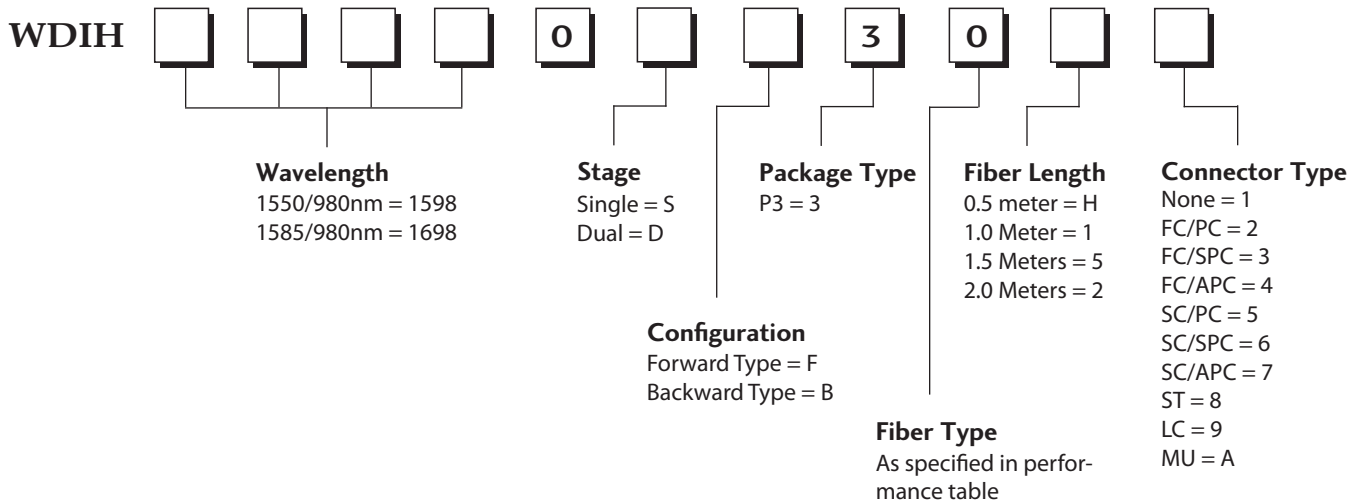 WDIH 0 3 0
Wavelength
1550/980nm = 1598
1585/980nm = 1698
Stage
Single = S
Dual = D
Configuration
Forward Type = F
Backward Type = B
Package Type
P3 = 3
Fiber Type
As specified in perfor-
mance table
Fiber Length
0.5 meter = H
1.0 Meter = 1
1.5 Meters = 5
2.0 Meters = 2
Connector Type
None = 1
FC/PC = 2
FC/SPC = 3
FC/APC = 4
SC/PC = 5
SC/SPC = 6
SC/APC = 7
ST = 8
LC = 9
MU = A